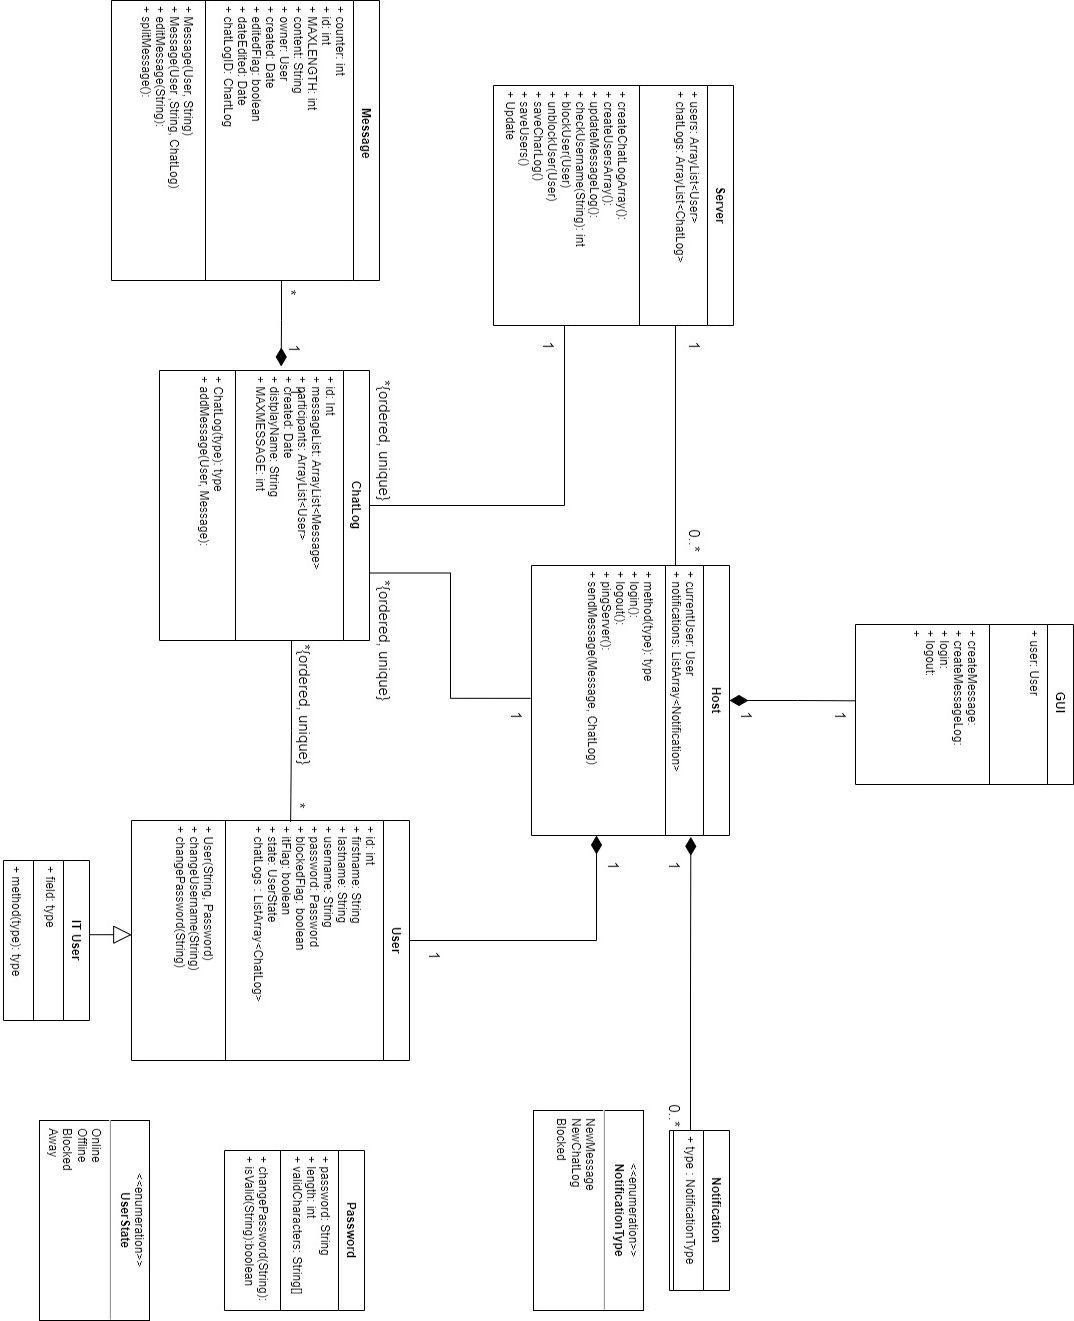 GUI
+ user: User
+ createMessage:
+ createMessageLog:
+ login:
+ logout:
+
Server
+ users: ArrayList<User>
+ chatLogs: ArrayList<ChatLog>
+ createChatLogArray():
+ createUsersArray():
+ updateMessageLog():
+ checkUsername(String): int
+ blockUser(User)
+ unblockUser(User)
+ saveCharLog()
+ saveUsers()
+ Update
1
0..*
1
*{ordered, unique}
Host
+ currentUser: User
+ notifications: ListArray<Notification>
+ method(type): type
+ login():
+ logout():
+ pingServer():
+ sendMessage(Message, ChatLog)
1
1
1
0..*
1
1
1
*{ordered, unique}
Notification
+ type : NotificationType
<<enumeration>>
NotificationType
NewMessage
NewChatLog
Blocked
Message
+ counter: int
+ id: int
+ MAXLENGTH: int
+ content: String
+ owner: User
+ created: Date
+ editedFlag: boolean
+ dateEdited: Date
+ chatLogID: ChartLog
+ Message(User, String)
+ Message(User ,String, ChatLog)
+ editMessage(String):
+ splitMessage():
*
1
ChatLog
+ id: Int
+ messageList: ArrayList<Message>
+ participants: ArrayList<User>
+ created: Date
+ distplayName: String
+ MAXMESSAGE: int
+ ChatLog(type): type
+ addMessage(User, Message):
*{ordered, unique}
*
User
+ id: int
+ firstname: String
+ lastname: String
+ username: String
+ password: Password
+ blockedFlag: boolean
+ itFlag: boolean
+ state: UserState
+ chatLogs : ListArray<ChatLog>
+ User(String, Password)
+ changeUsername(String)
+ changePassword(String)
IT User
+ field: type
+ method(type): type
Password
+ password: String
+ length: int
+ validCharacters: String[]
+ changePassword(String):
+ isValid(String):boolean
<<enumeration>>
UserState
Online
Offline
Blocked
Away